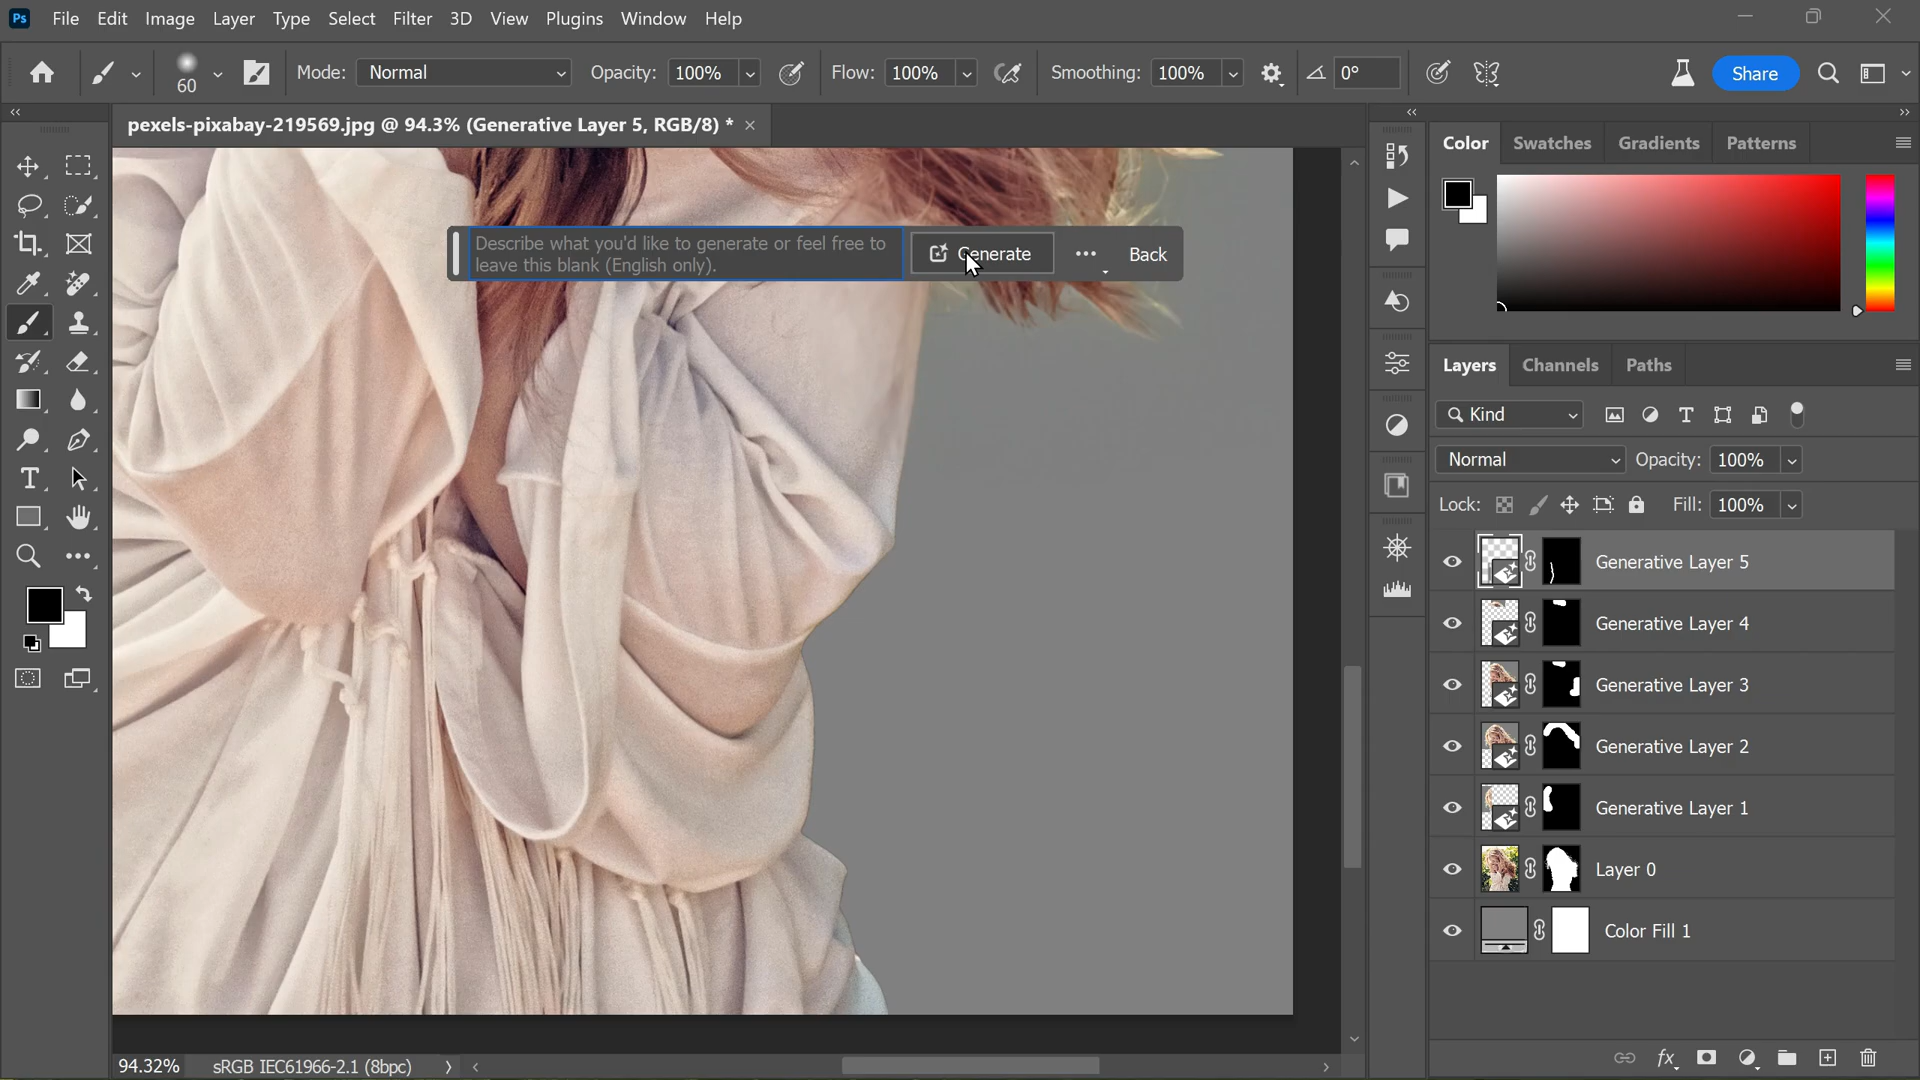 Ps File Edit Image Layer Type Select Filter 3D View Plugins Window Help
60 Mode: Normal Opacity: 100% Flow: 100% Smoothing: 100% 0° Share
pexels-pixabay-219569.jpg @ 94.3% (Generative Layer 5, RGB/8) *
Color Swatches Gradients Patterns
Describe what you'd like to generate or feel free to
leave this blank (English only).
Generate
Back
Layers Channels Paths
Kind
Normal Opacity: 100%
Lock: Fill: 100%
Generative Layer 5
Generative Layer 4
Generative Layer 3
Generative Layer 2
Generative Layer 1
Layer 0
Color Fill 1
94.32% sRGB IEC61966-2.1 (8bpc)
fx